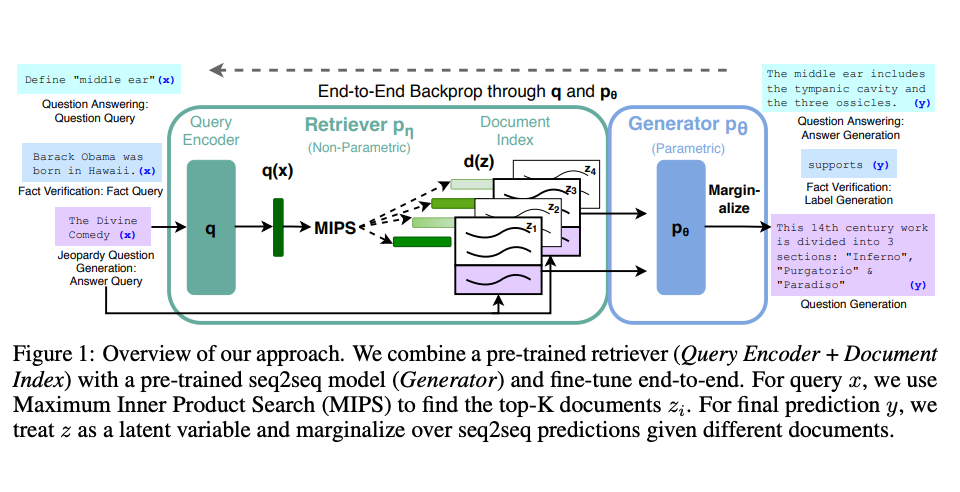 End-to-End Backprop through q and pθ
Define "middle ear"(x)
Question Answering:
Question Query
Barack Obama was
born in Hawaii.(x)
Fact Verification: Fact Query
The Divine
Comedy (x)
Jeopardy Question
Generation:
Answer Query
Query
Encoder
q
Retriever pη
(Non-Parametric)
q(x)
MIPS
Document
Index
d(z)
z4
z3
z2
z1
Generator pθ
(Parametric)
pθ
Margin-
alize
The middle ear includes
the tympanic cavity and
the three ossicles. (y)
Question Answering:
Answer Generation
supports (y)
Fact Verification:
Label Generation
This 14th century work
is divided into 3
sections: "Inferno",
"Purgatorio" &
"Paradiso" (y)
Question Generation
Figure 1: Overview of our approach. We combine a pre-trained retriever (Query Encoder + Document
Index) with a pre-trained seq2seq model (Generator) and fine-tune end-to-end. For query x, we use
Maximum Inner Product Search (MIPS) to find the top-K documents zi. For final prediction y, we
treat z as a latent variable and marginalize over seq2seq predictions given different documents.